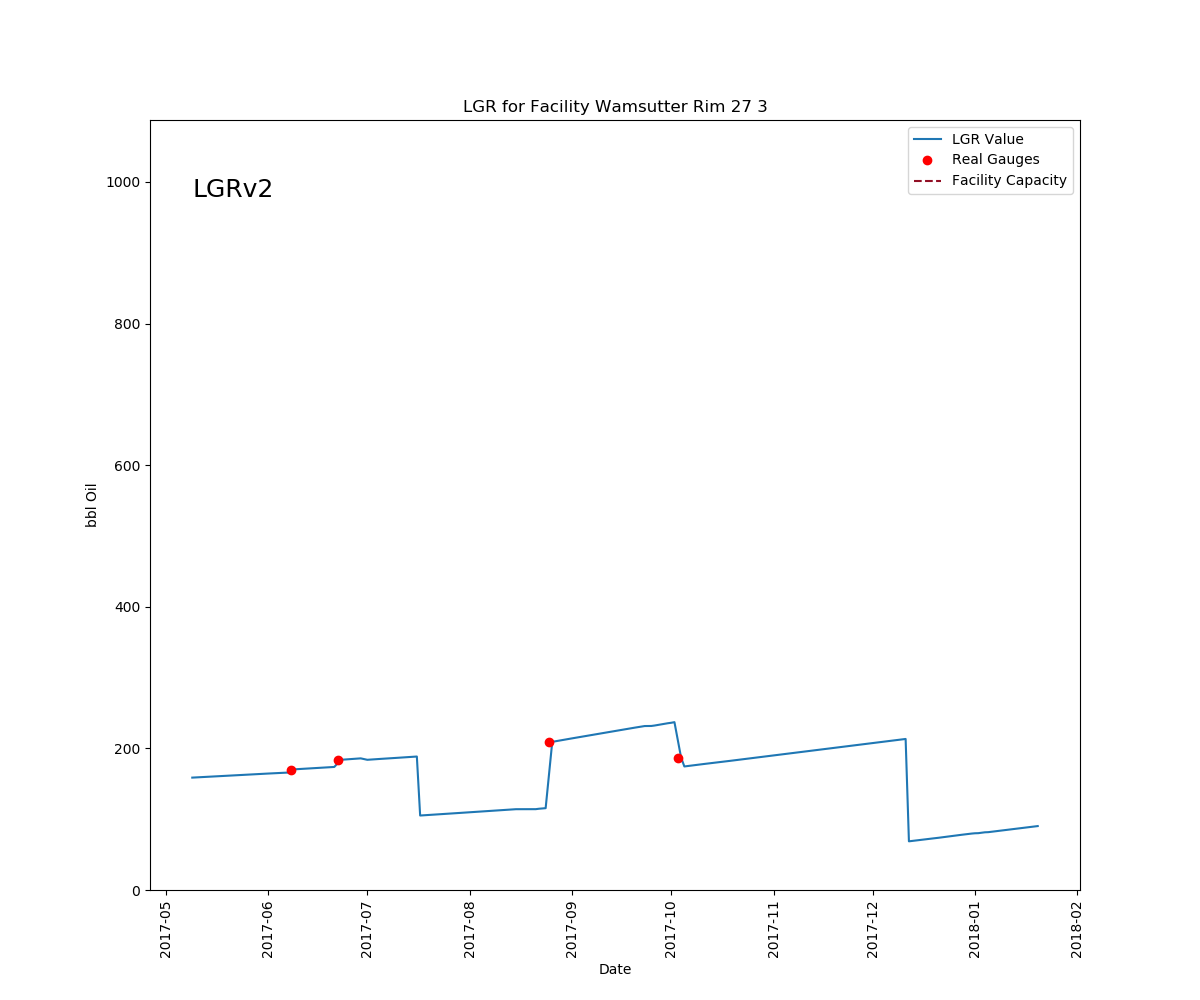 LGR for Facility Wamsutter Rim 27 3
LGR Value
Real Gauges
Facility Capacity
LGRv2
bbl Oil
1000
800
600
400
200
0
2017-05
2017-06
2017-07
2017-08
2017-09
2017-10
2017-11
2017-12
2018-01
2018-02
Date